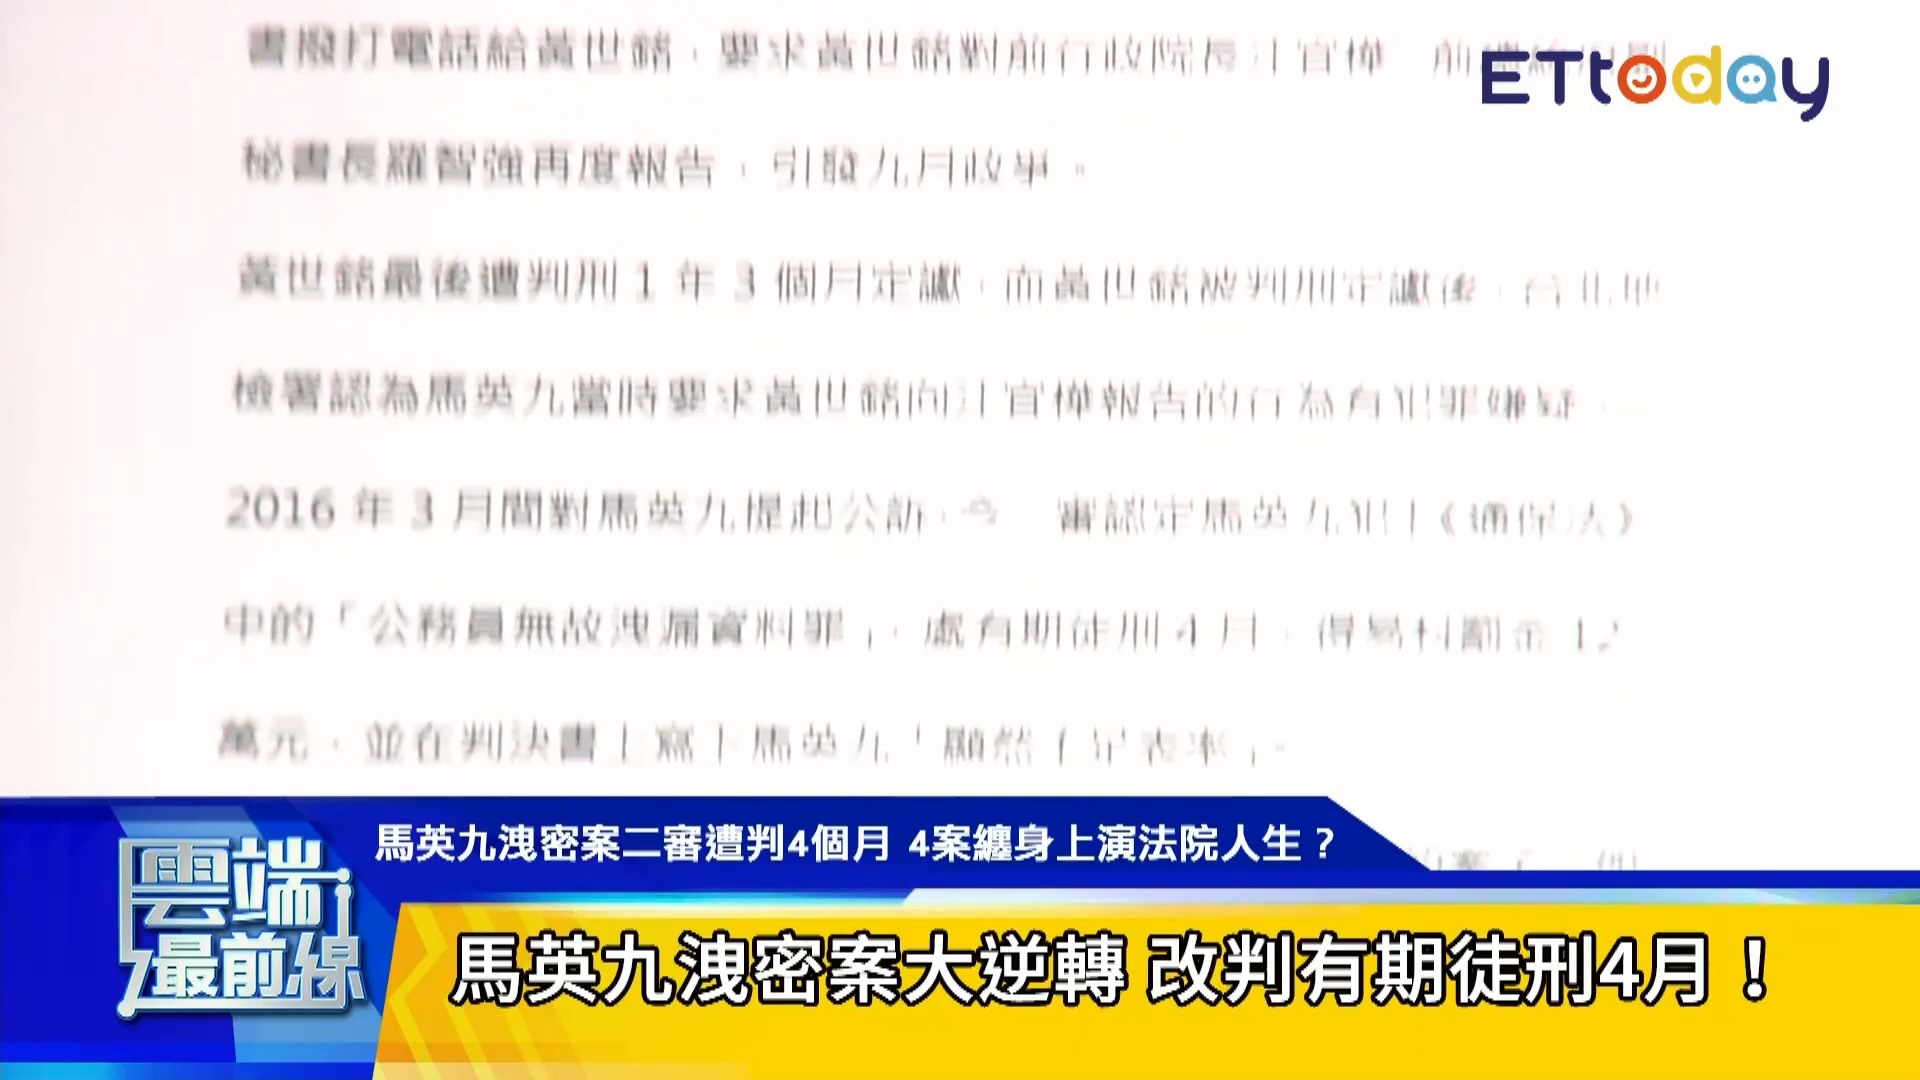 書撥打電話給黃世銘，要求黃世銘對前行政院長江宜樺
ETtoday
秘書長羅智強再度報告，引發九月政爭。
黃世銘最後遭判刑1年3個月定讞，而黃世銘被判刑定讞後，台北地
檢署認為馬英九當時要求黃世銘向江宜樺報告的行為有犯罪嫌疑，
2016年3月間對馬英九提起公訴，今 審認定馬英九犯下《通保法》
中的「公務員無故洩漏資料罪」，處有期徒刑4月，得易科罰金12
萬元，並在判決書上寫下馬英九「顯然不足表率」。
馬英九洩密案二審遭判4個月 4案纏身上演法院人生？
雲端
最前線
馬英九洩密案大逆轉 改判有期徒刑4月！